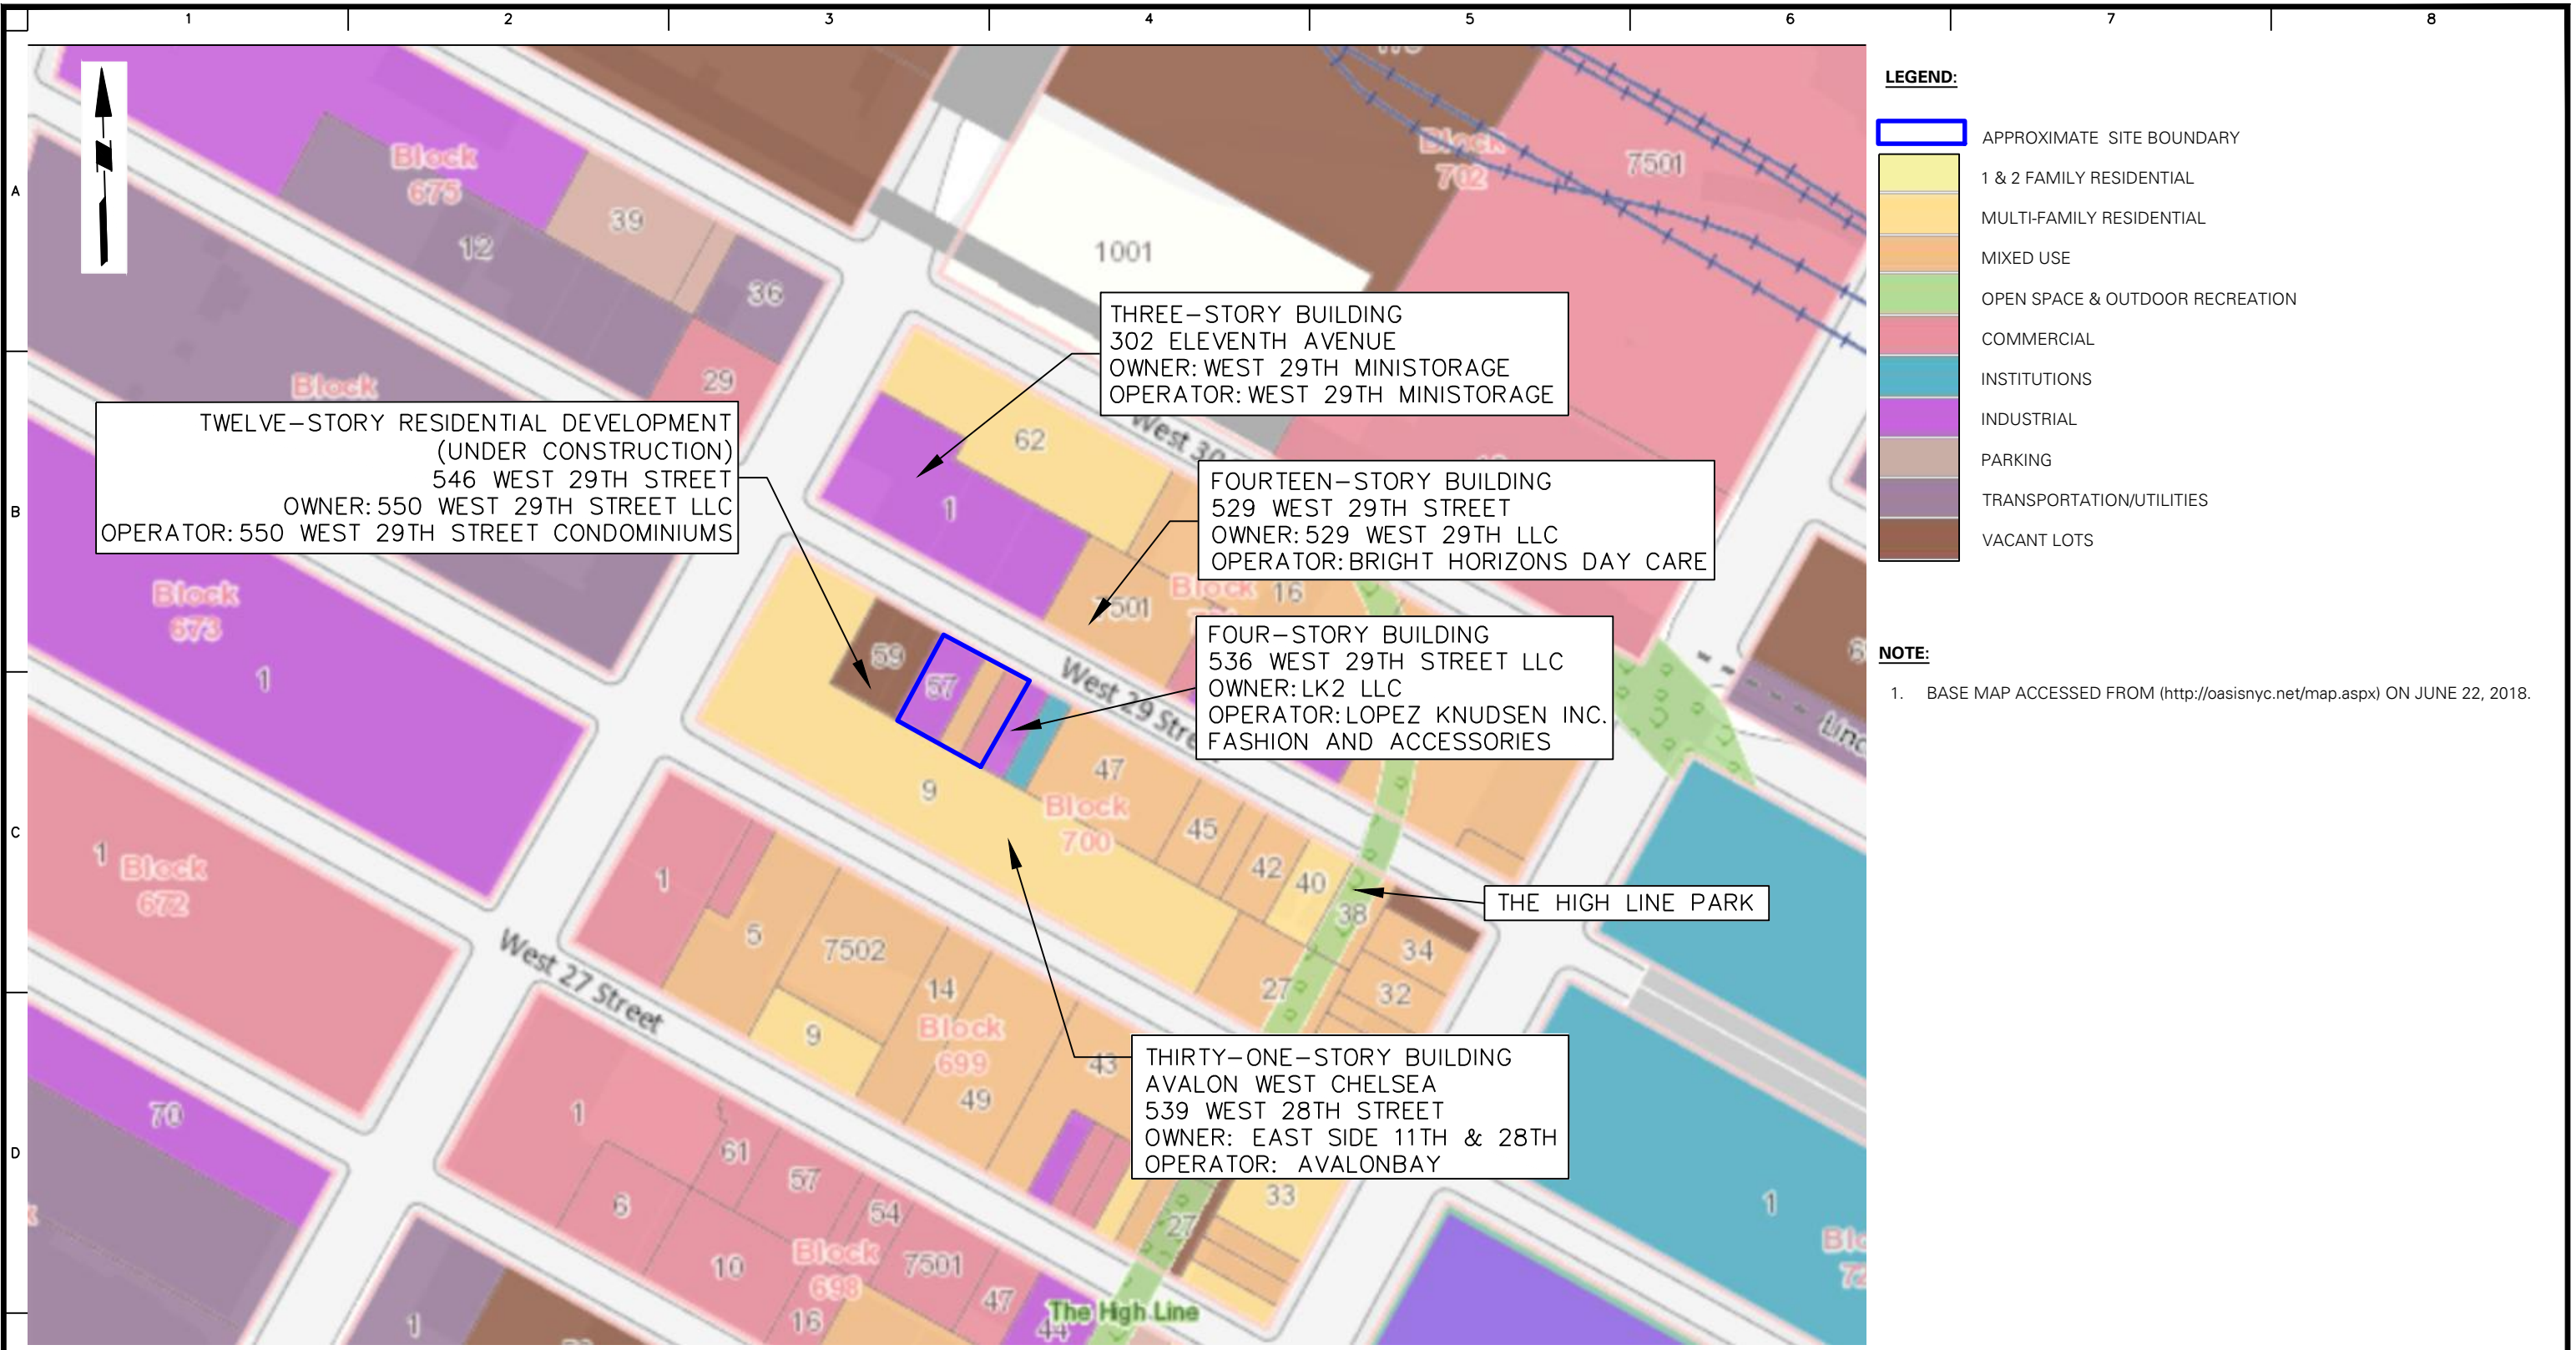 1 2 3 4 5 6 7 8
A
B
C
D
LEGEND:
APPROXIMATE SITE BOUNDARY
1 & 2 FAMILY RESIDENTIAL
MULTI-FAMILY RESIDENTIAL
MIXED USE
OPEN SPACE & OUTDOOR RECREATION
COMMERCIAL
INSTITUTIONS
INDUSTRIAL
PARKING
TRANSPORTATION/UTILITIES
VACANT LOTS
NOTE:
1. BASE MAP ACCESSED FROM (http://oasisnyc.net/map.aspx) ON JUNE 22, 2018.
THREE-STORY BUILDING
302 ELEVENTH AVENUE
OWNER: WEST 29TH MINISTORAGE
OPERATOR: WEST 29TH MINISTORAGE
TWELVE-STORY RESIDENTIAL DEVELOPMENT
(UNDER CONSTRUCTION)
546 WEST 29TH STREET
OWNER: 550 WEST 29TH STREET LLC
OPERATOR: 550 WEST 29TH STREET CONDOMINIUMS
FOURTEEN-STORY BUILDING
529 WEST 29TH STREET
OWNER: 529 WEST 29TH LLC
OPERATOR: BRIGHT HORIZONS DAY CARE
FOUR-STORY BUILDING
536 WEST 29TH STREET LLC
OWNER: LK2 LLC
OPERATOR: LOPEZ KNUDSEN INC.
FASHION AND ACCESSORIES
THE HIGH LINE PARK
THIRTY-ONE-STORY BUILDING
AVALON WEST CHELSEA
539 WEST 28TH STREET
OWNER: EAST SIDE 11TH & 28TH
OPERATOR: AVALONBAY
Block
675
39
12
36
29
Block
1001
Block
702
7501
62
West 30
1
7501
Block
16
59
57
West 29 Stre
9
47
Block
700
45
42
40
38
34
32
27
Block
673
1
1
Block
672
West 27 Street
1
5
7502
14
9
Block
699
49
43
70
1
61
57
6
54
10
Block
698
7501
16
47
44
The High Line
27
33
1
1
Linc